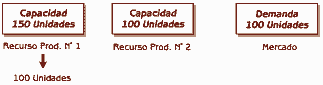 Capacidad
150 Unidades
Capacidad
100 Unidades
Demanda
100 Unidades
Recurso Prod. N° 1
Recurso Prod. N° 2
Mercado
100 Unidades